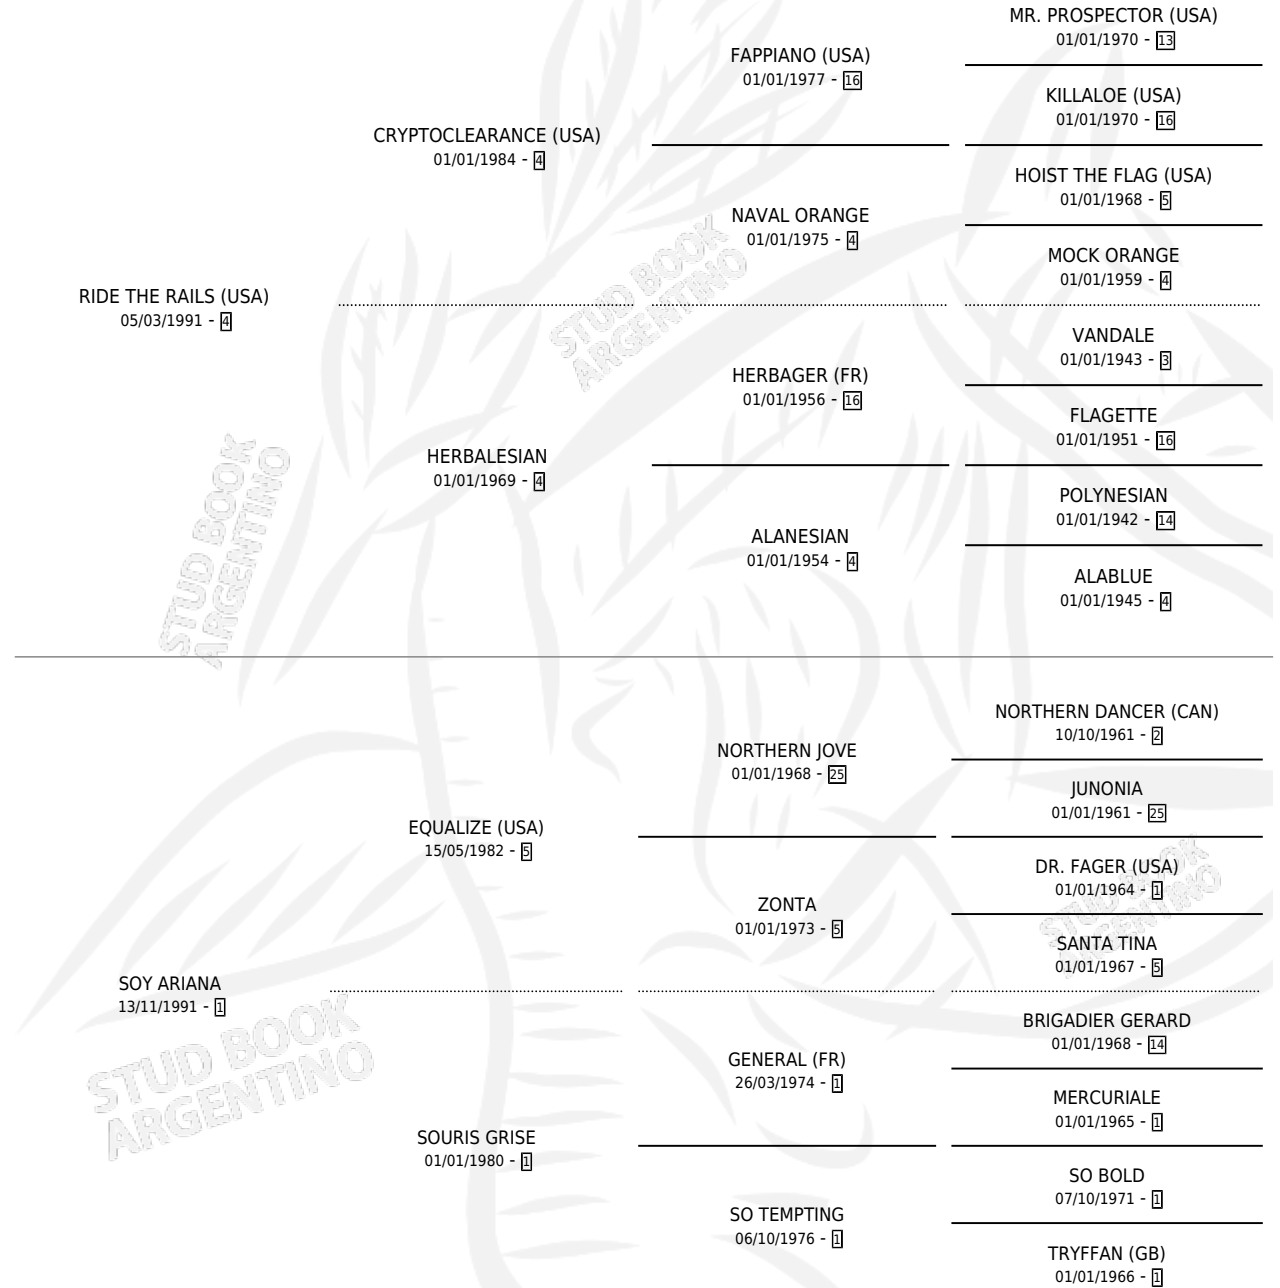 MR. PROSPECTOR (USA)
01/01/1970 - 13
FAPPIANO (USA)
01/01/1977 - 16
KILLALOE (USA)
01/01/1970 - 16
CRYPTOCLEARANCE (USA)
01/01/1984 - 4
HOIST THE FLAG (USA)
01/01/1968 - 5
NAVAL ORANGE
01/01/1975 - 4
MOCK ORANGE
01/01/1959 - 4
RIDE THE RAILS (USA)
05/03/1991 - 4
VANDALE
01/01/1943 - 3
HERBAGER (FR)
01/01/1956 - 16
FLAGETTE
01/01/1951 - 16
HERBALESIAN
01/01/1969 - 4
POLYNESIAN
01/01/1942 - 14
ALANESIAN
01/01/1954 - 4
ALABLUE
01/01/1945 - 4
STUD BOOK
ARGENTINO
STUD BOOK
ARGENTINO
NORTHERN DANCER (CAN)
10/10/1961 - 2
NORTHERN JOVE
01/01/1968 - 25
JUNONIA
01/01/1961 - 25
EQUALIZE (USA)
15/05/1982 - 5
DR. FAGER (USA)
01/01/1964 - 1
ZONTA
01/01/1973 - 5
SANTA TINA
01/01/1967 - 5
SOY ARIANA
13/11/1991 - 1
BRIGADIER GERARD
01/01/1968 - 14
GENERAL (FR)
26/03/1974 - 1
MERCURIALE
01/01/1965 - 1
SOURIS GRISE
01/01/1980 - 1
SO BOLD
07/10/1971 - 1
SO TEMPTING
06/10/1976 - 1
TRYFFAN (GB)
01/01/1966 - 1
STUD BOOK
ARGENTINO
STUD BOOK
ARGENTINO